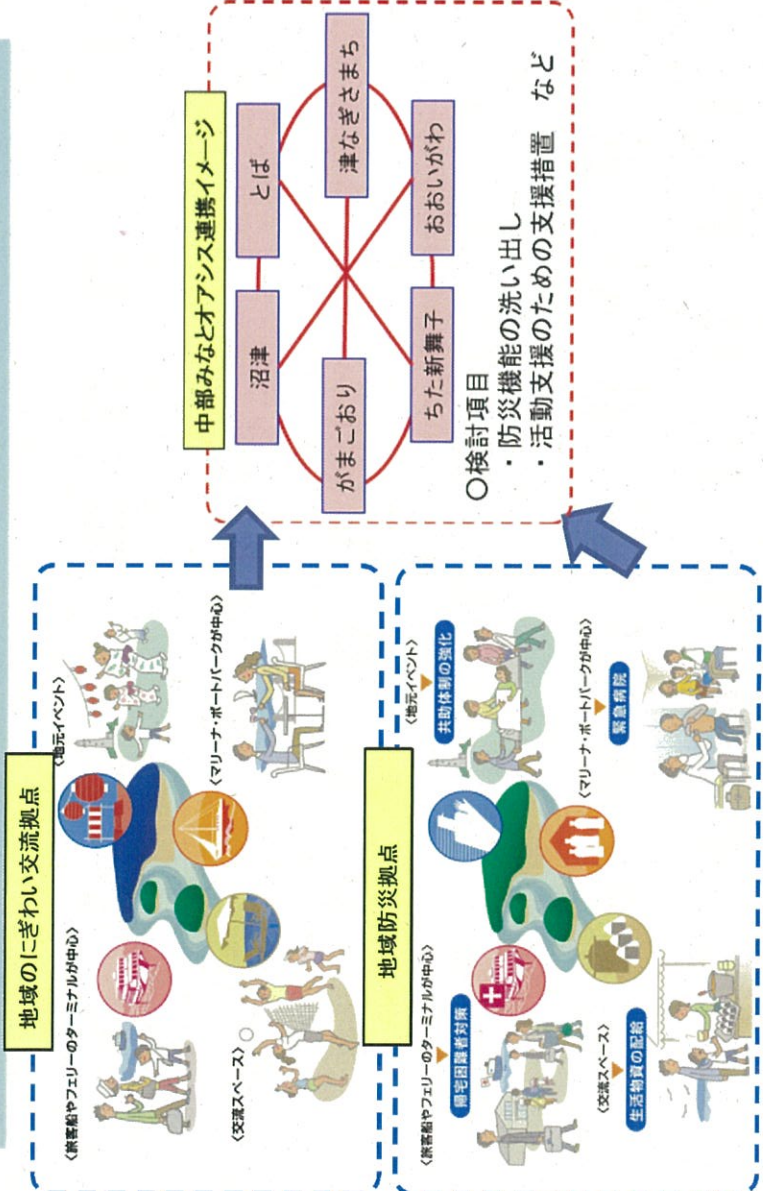 地域のにぎわい交流拠点
〈旅客船やフェリーのターミナルが中心〉
〈地元イベント〉
〈交流スペース〉
〈マリーナ・ボートパークが中心〉
地域防災拠点
〈旅客船やフェリーのターミナルが中心〉
帰宅困難者対策
〈地元イベント〉
共助体制の強化
〈交流スペース〉
生活物資の配給
〈マリーナ・ボートパークが中心〉
緊急病院
中部みなとオアシス連携イメージ
沼津
とば
がまごおり
津なぎさまち
ちた新舞子
おおいがわ
〇検討項目
・防災機能の洗い出し
・活動支援のための支援措置　など